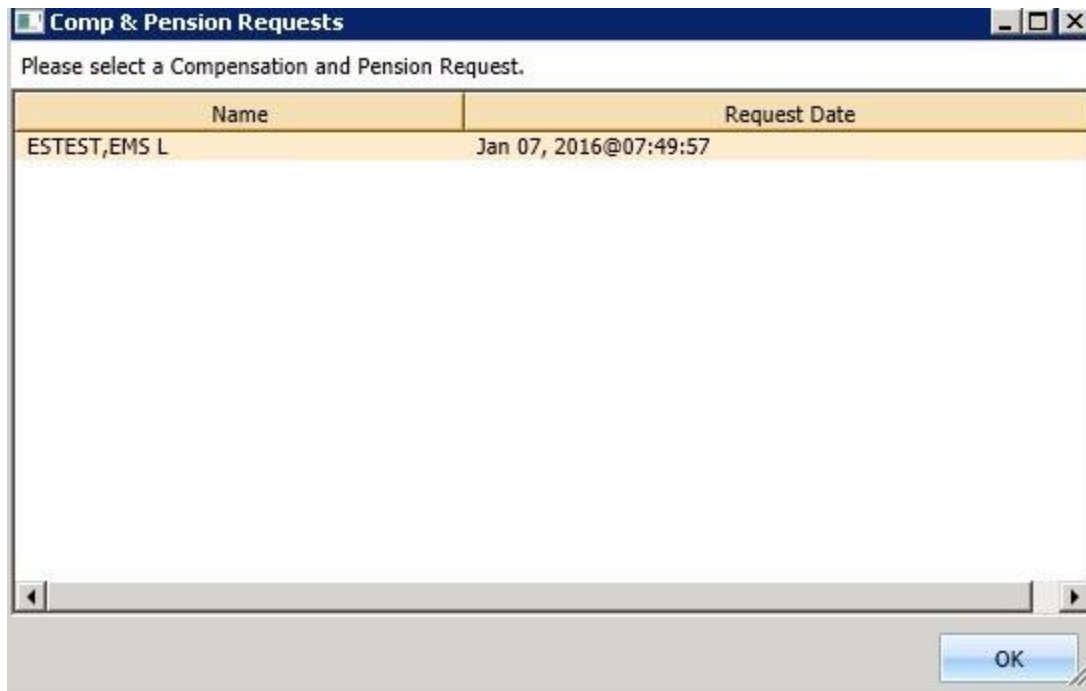 Comp & Pension Requests
Please select a Compensation and Pension Request.
Name Request Date
ESTEST,EMS L Jan 07, 2016@07:49:57
OK